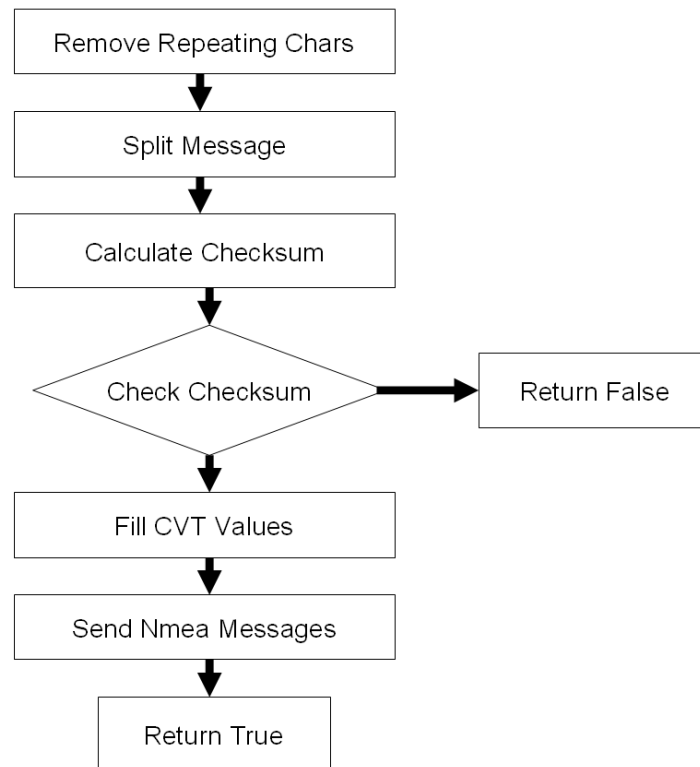 Remove Repeating Chars
Split Message
Calculate Checksum
Check Checksum
Return False
Fill CVT Values
Send Nmea Messages
Return True